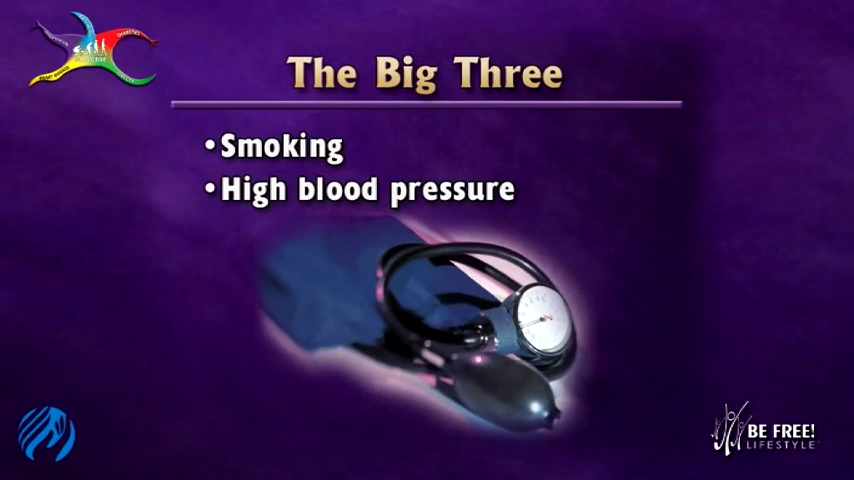 The Big Three
• Smoking
• High blood pressure
BE FREE!
LIFESTYLE